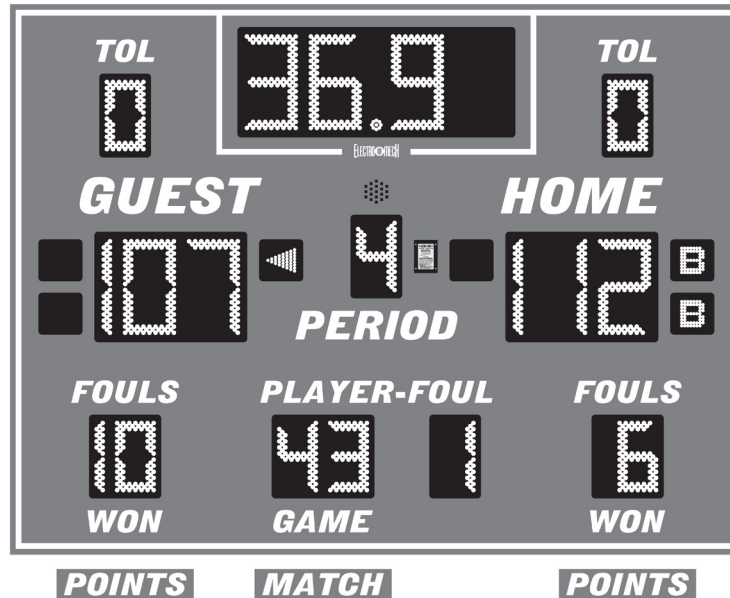 TOL 36.9 TOL
0 0
ELECTRO-MECH
GUEST HOME
107 4 112 B
B
PERIOD
FOULS PLAYER-FOUL FOULS
10 43 1 6
WON GAME WON
POINTS MATCH POINTS